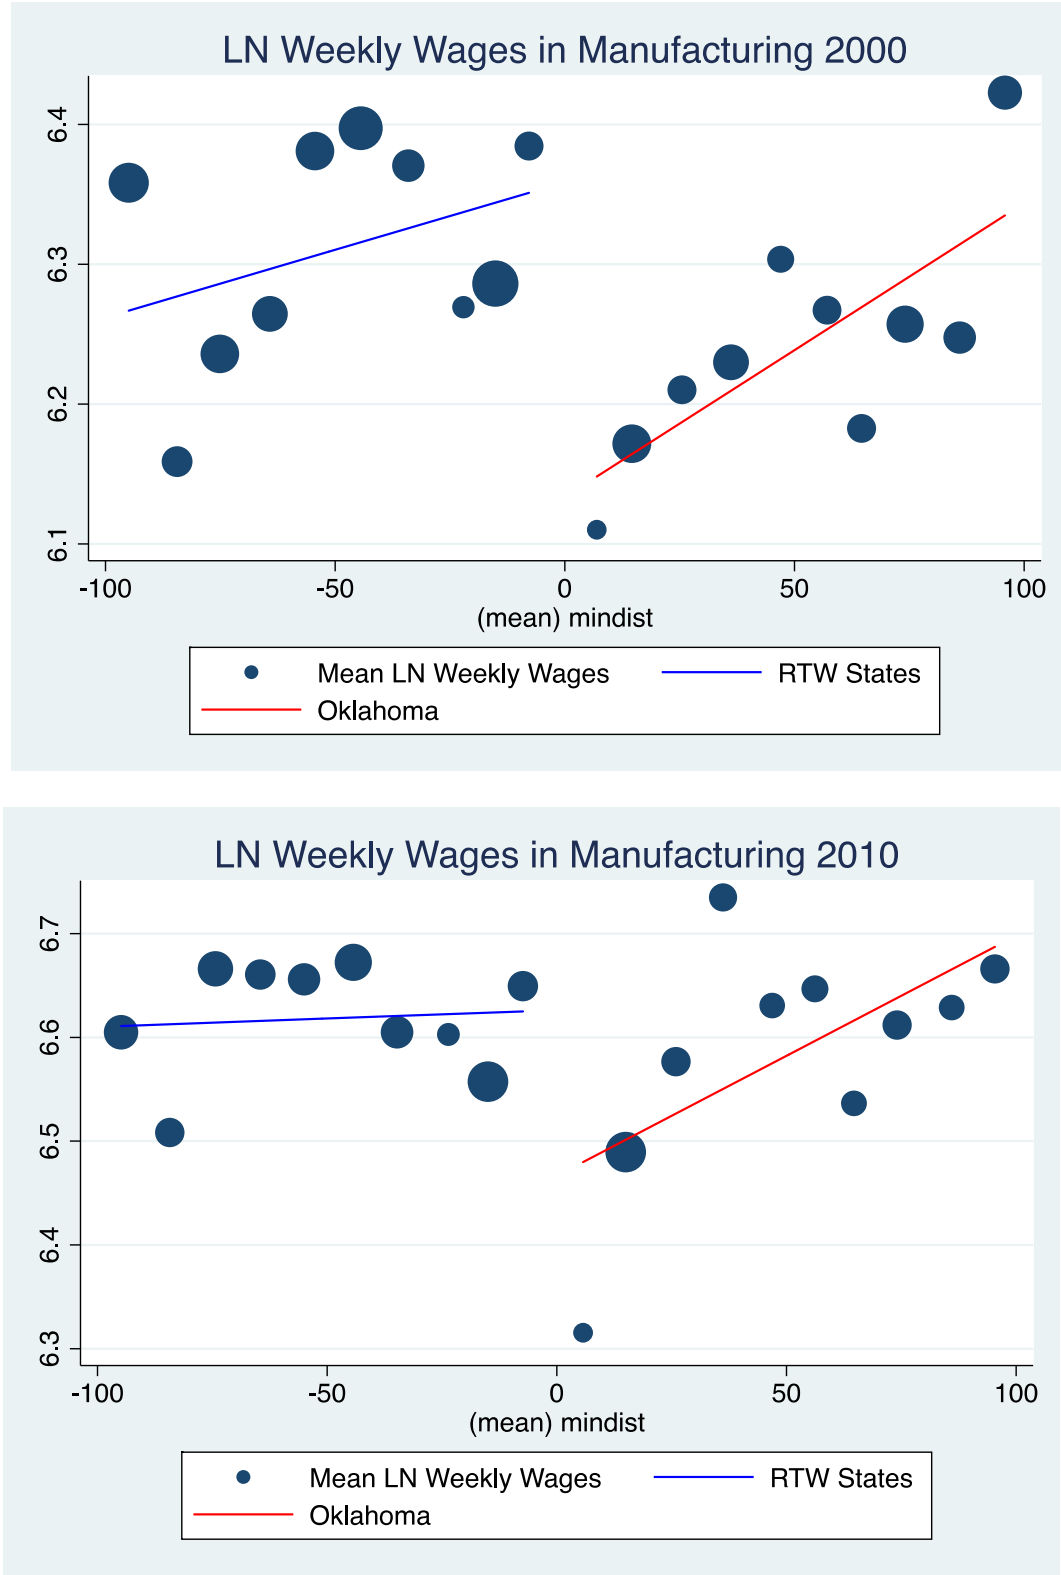 LN Weekly Wages in Manufacturing 2000
6.4
6.3
6.2
6.1
-100 -50 0 50 100
(mean) mindist
Mean LN Weekly Wages RTW States
Oklahoma
LN Weekly Wages in Manufacturing 2010
6.7
6.6
6.5
6.4
6.3
-100 -50 0 50 100
(mean) mindist
Mean LN Weekly Wages RTW States
Oklahoma